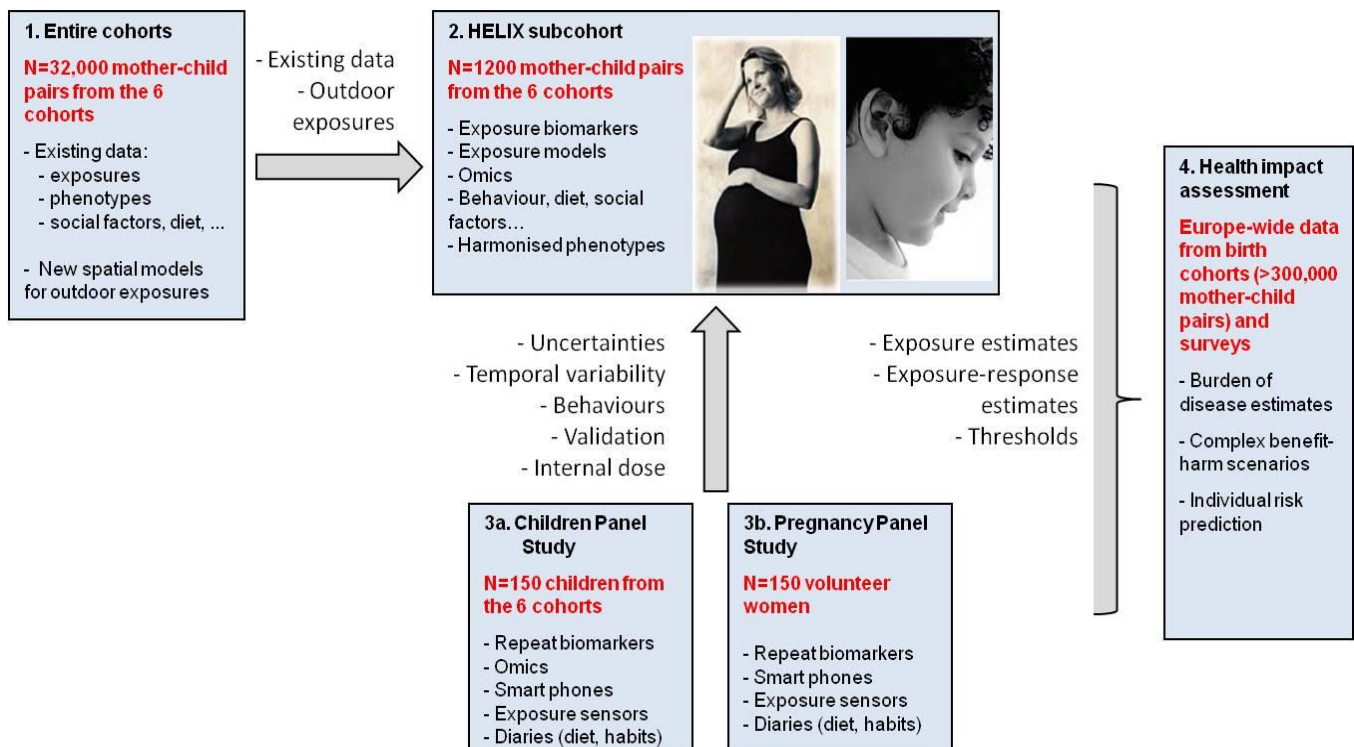 1. Entire cohorts
N=32,000 mother-child
pairs from the 6
cohorts
- Existing data:
- exposures
- phenotypes
- social factors, diet, ...
- New spatial models
for outdoor exposures
- Existing data
- Outdoor
exposures
2. HELIX subcohort
N=1200 mother-child pairs
from the 6 cohorts
- Exposure biomarkers
- Exposure models
- Omics
- Behaviour, diet, social
factors...
- Harmonised phenotypes
- Uncertainties
- Temporal variability
- Behaviours
- Validation
- Internal dose
- Exposure estimates
- Exposure-response
estimates
- Thresholds
3a. Children Panel
Study
N=150 children from
the 6 cohorts
- Repeat biomarkers
- Omics
- Smart phones
- Exposure sensors
- Diaries (diet, habits)
3b. Pregnancy Panel
Study
N=150 volunteer
women
- Repeat biomarkers
- Smart phones
- Exposure sensors
- Diaries (diet, habits)
4. Health impact
assessment
Europe-wide data
from birth
cohorts (>300,000
mother-child
pairs) and
surveys
- Burden of
disease estimates
- Complex benefit-
harm scenarios
- Individual risk
prediction